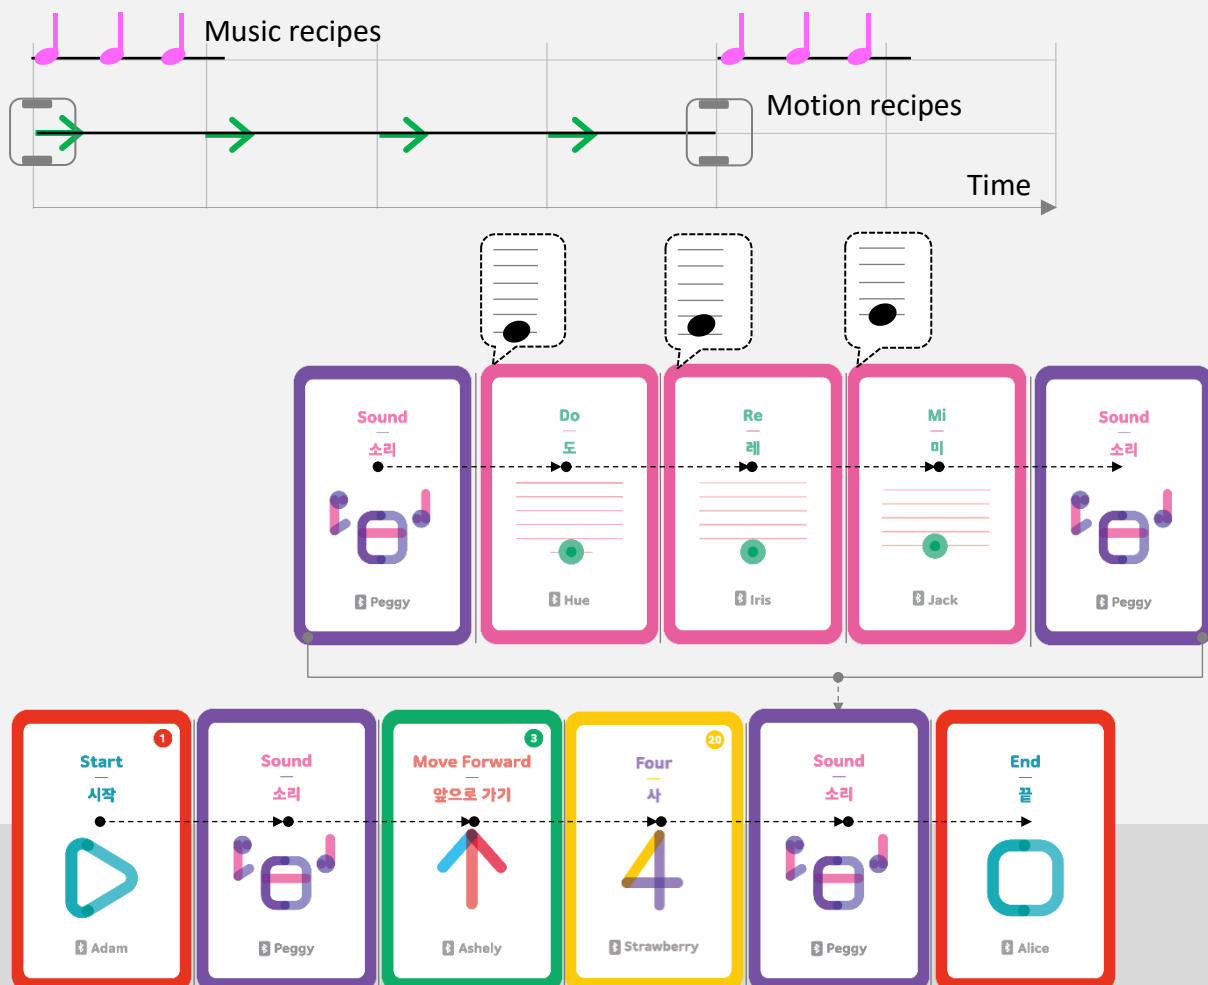 Music recipes
Motion recipes
Time
Sound
소리
Peggy
Do
도
Hue
Re
레
Iris
Mi
미
Jack
Sound
소리
Peggy
1
Start
시작
Adam
Sound
소리
Peggy
3
Move Forward
앞으로 가기
Ashely
20
Four
사
4
Strawberry
Sound
소리
Peggy
End
끝
Alice